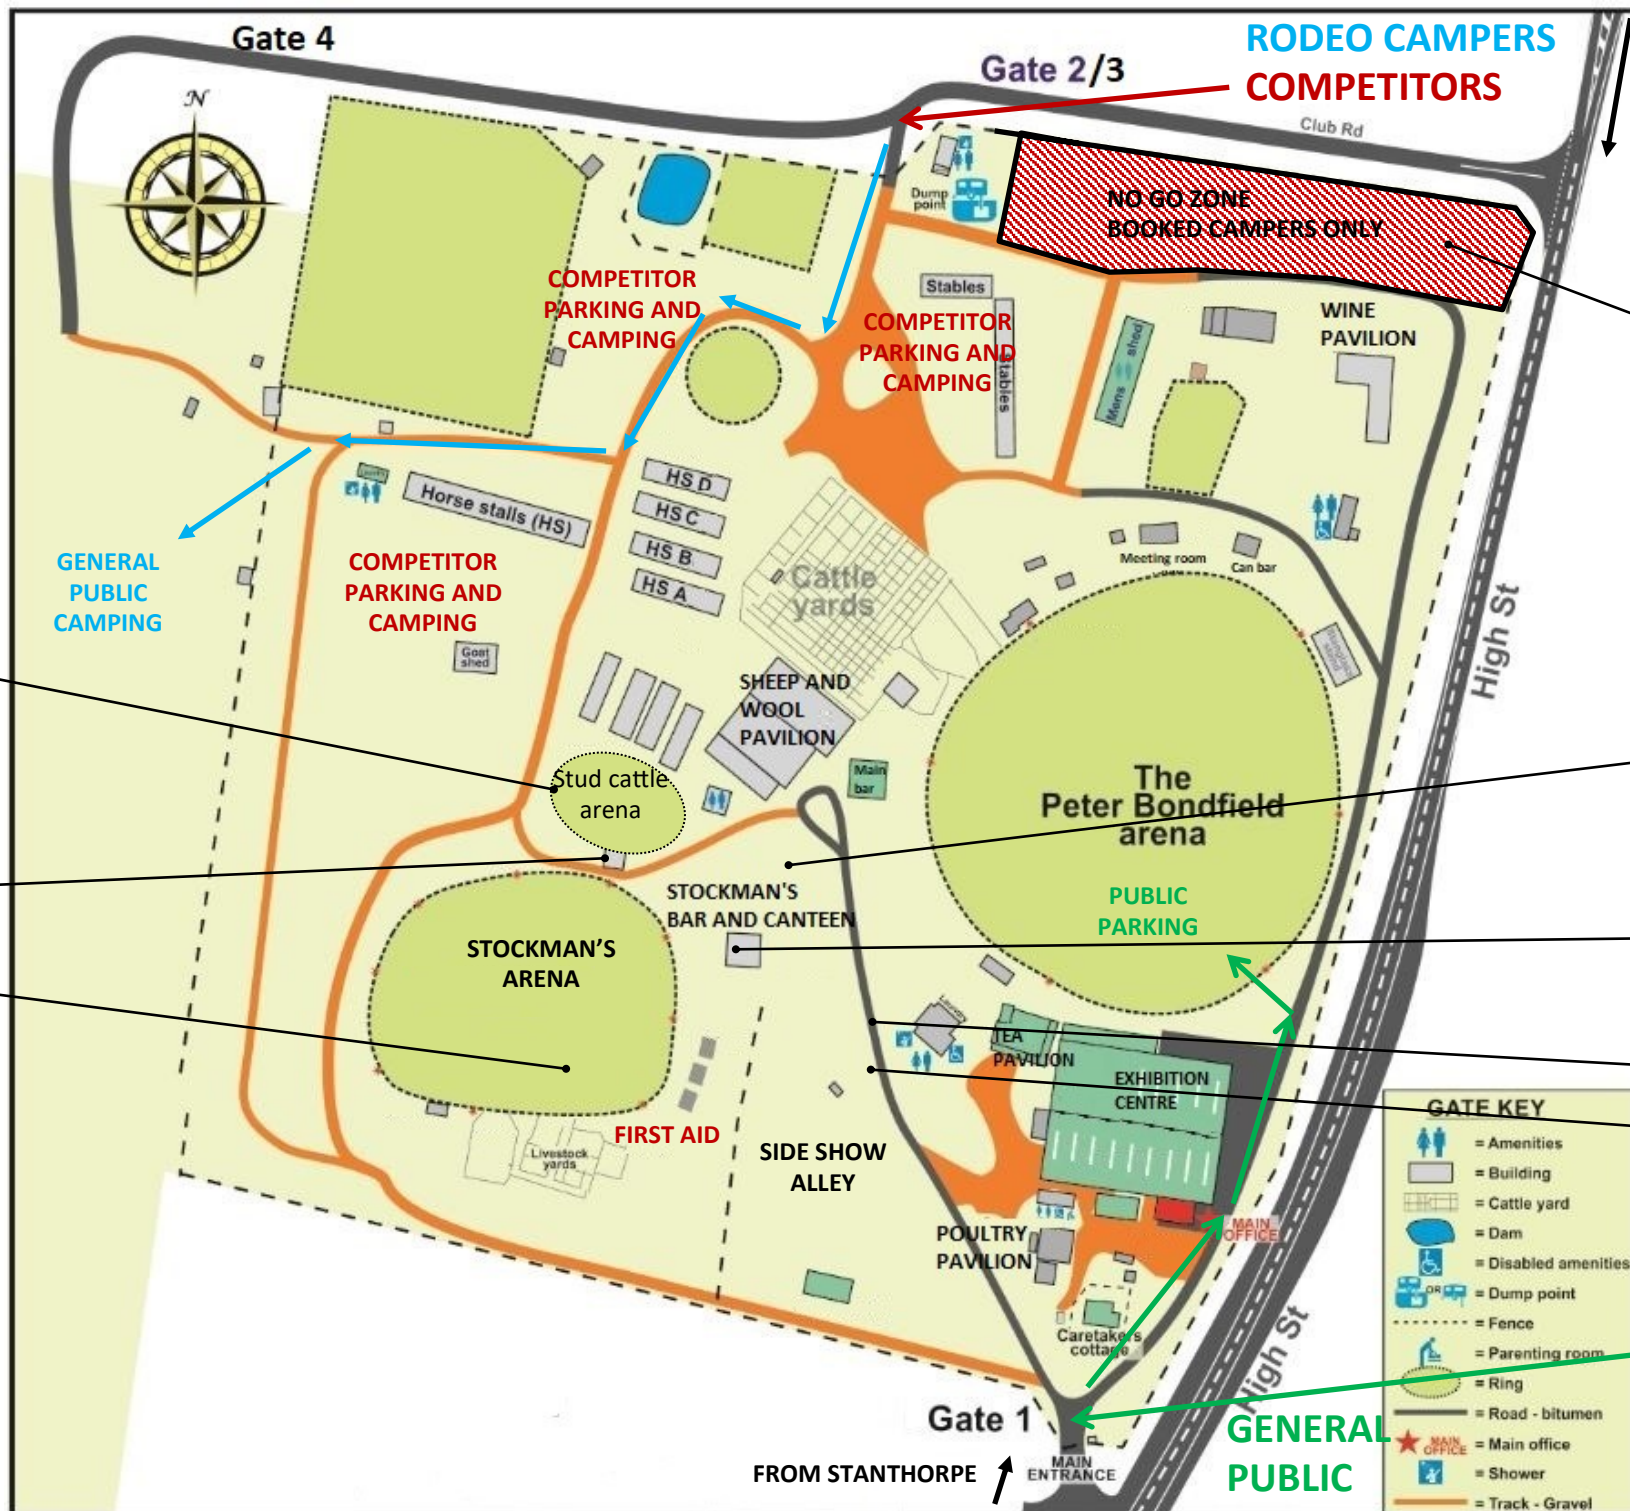 Gate 4
RODEO CAMPERS
COMPETITORS
Gate 2/3
N
Club Rd
Dump
point
NO GO ZONE
BOOKED CAMPERS ONLY
COMPETITOR
PARKING AND
CAMPING
Stables
COMPETITOR
PARKING AND
CAMPING
Stables
Mens shed
WINE
PAVILION
HS D
HS C
HS B
HS A
Horse stalls (HS)
GENERAL
PUBLIC
CAMPING
COMPETITOR
PARKING AND
CAMPING
Goat
shed
Cattle
yards
Meeting room
Can bar
High St
SHEEP AND
WOOL
PAVILION
Main
bar
Stud cattle
arena
The
Peter Bondfield
arena
PUBLIC
PARKING
STOCKMAN'S
BAR AND CANTEEN
STOCKMAN'S
ARENA
TEA
PAVILION
EXHIBITION
CENTRE
FIRST AID
Livestock
yards
SIDE SHOW
ALLEY
POULTRY
PAVILION
MAIN
OFFICE
Caretakers
cottage
High St
Gate 1
MAIN
ENTRANCE
FROM STANTHORPE
GENERAL
PUBLIC
GATE KEY
= Amenities
= Building
= Cattle yard
= Dam
= Disabled amenities
OR
= Dump point
= Fence
= Parenting room
= Ring
= Road - bitumen
MAIN
OFFICE
= Main office
= Shower
= Track - Gravel